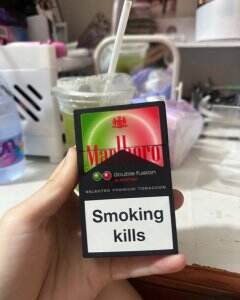 Marlboro
double fusion
SELECTED PREMIUM TOBACCOS
Smoking
kills